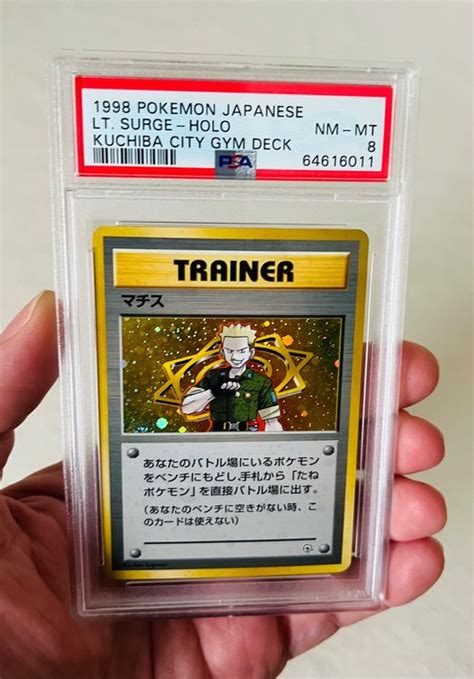 1998 POKEMON JAPANESE
LT. SURGE-HOLO NM-MT
KUCHIBA CITY GYM DECK 8
PSA 64616011
TRAINER
マチス
あなたのバトル場にいるポケモン
をベンチにもどし、手札から「たね
ポケモン」を直接バトル場に出す。
(あなたのベンチに空きがない時、こ
のカードは使えない)